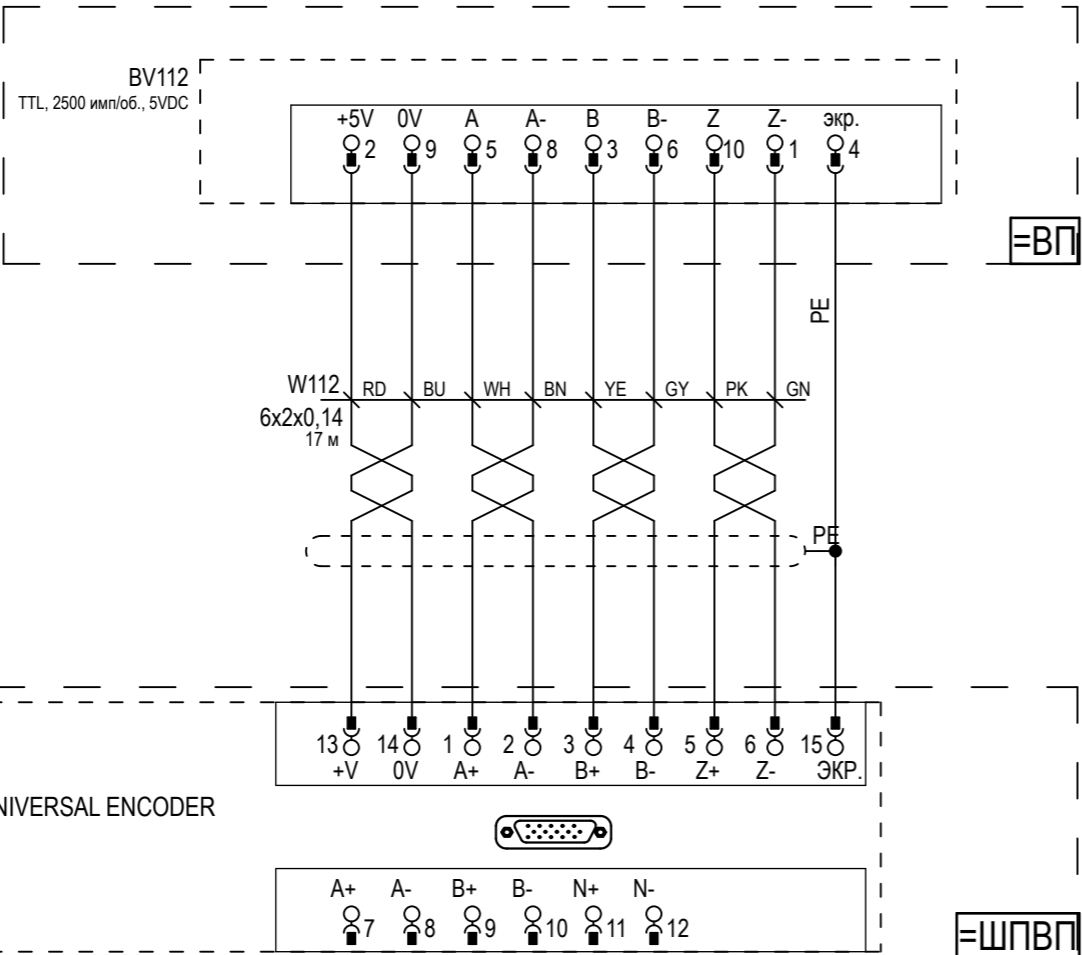 BV112
TTL, 2500 имп/об., 5VDC
+5V 0V A A- B B- Z Z- экр.
2 9 5 8 3 6 10 1 4
=ВП
PE
W112 RD BU WH BN YE GY PK GN
6x2x0,14
17 м
PE
13 14 1 2 3 4 5 6 15
+V 0V A+ A- B+ B- Z+ Z- ЭКР.
NIVERSAL ENCODER
A+ A- B+ B- N+ N-
7 8 9 10 11 12
=ШПВП